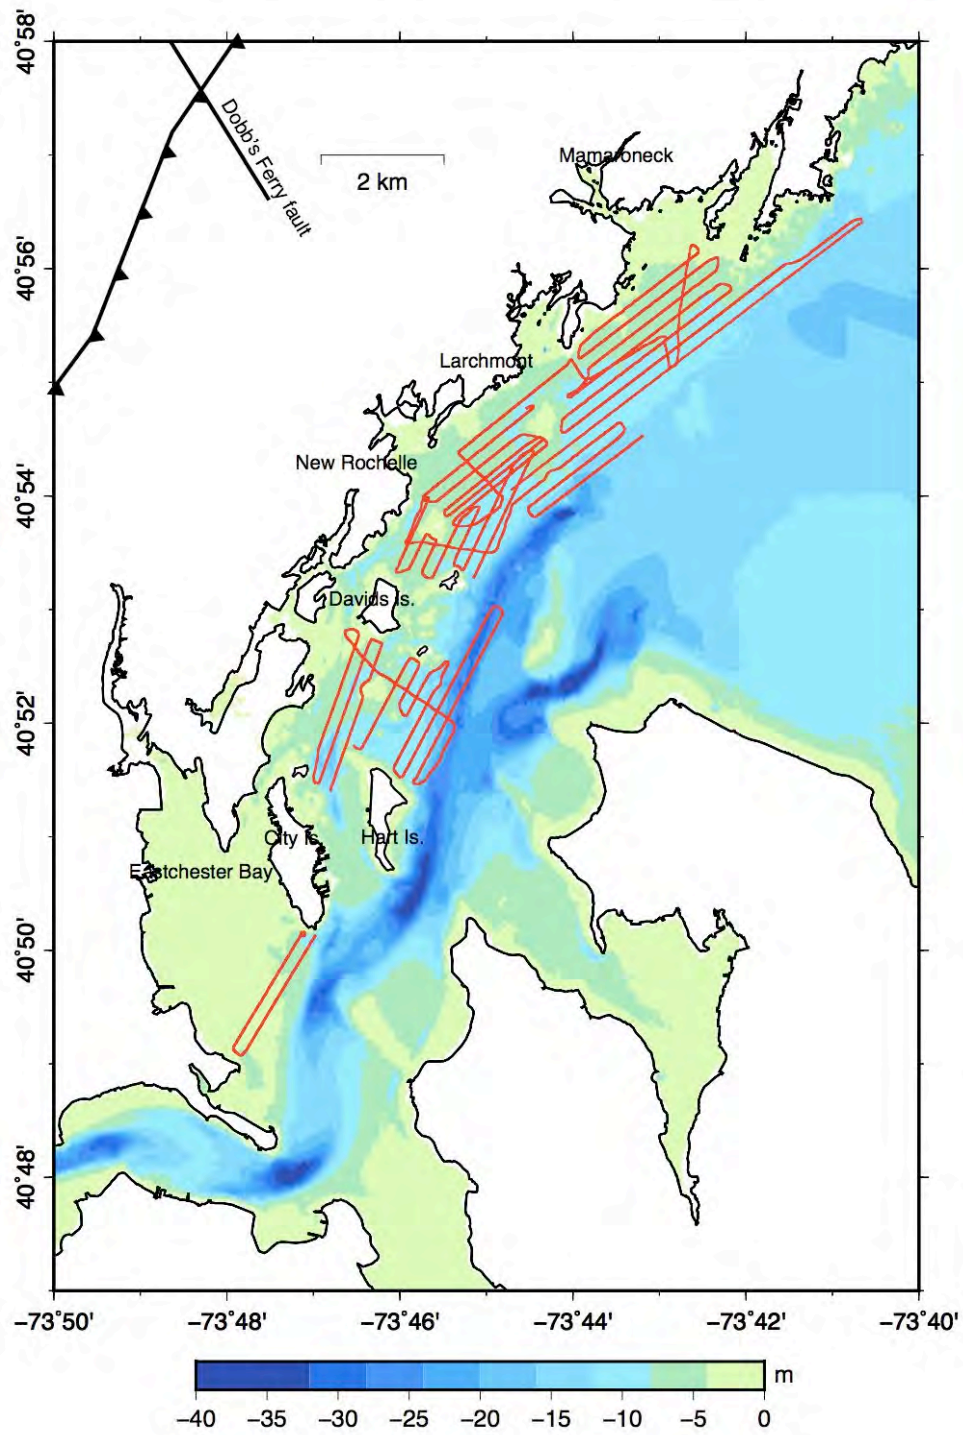 40°58'
Dobb's Ferry fault
2 km
Mamaroneck
40°56'
Larchmont
New Rochelle
40°54'
Davids Is.
40°52'
City Is.
Hart Is.
Eastchester Bay
40°50'
40°48'
−73°50' −73°48' −73°46' −73°44' −73°42' −73°40'
m
−40 −35 −30 −25 −20 −15 −10 −5 0